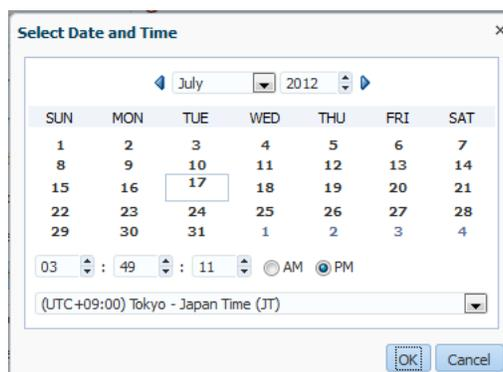 Select Date and Time
July 2012
SUN MON TUE WED THU FRI SAT
1 2 3 4 5 6 7
8 9 10 11 12 13 14
15 16 17 18 19 20 21
22 23 24 25 26 27 28
29 30 31 1 2 3 4
03 : 49 : 11 AM PM
(UTC+09:00) Tokyo - Japan Time (JT)
OK Cancel